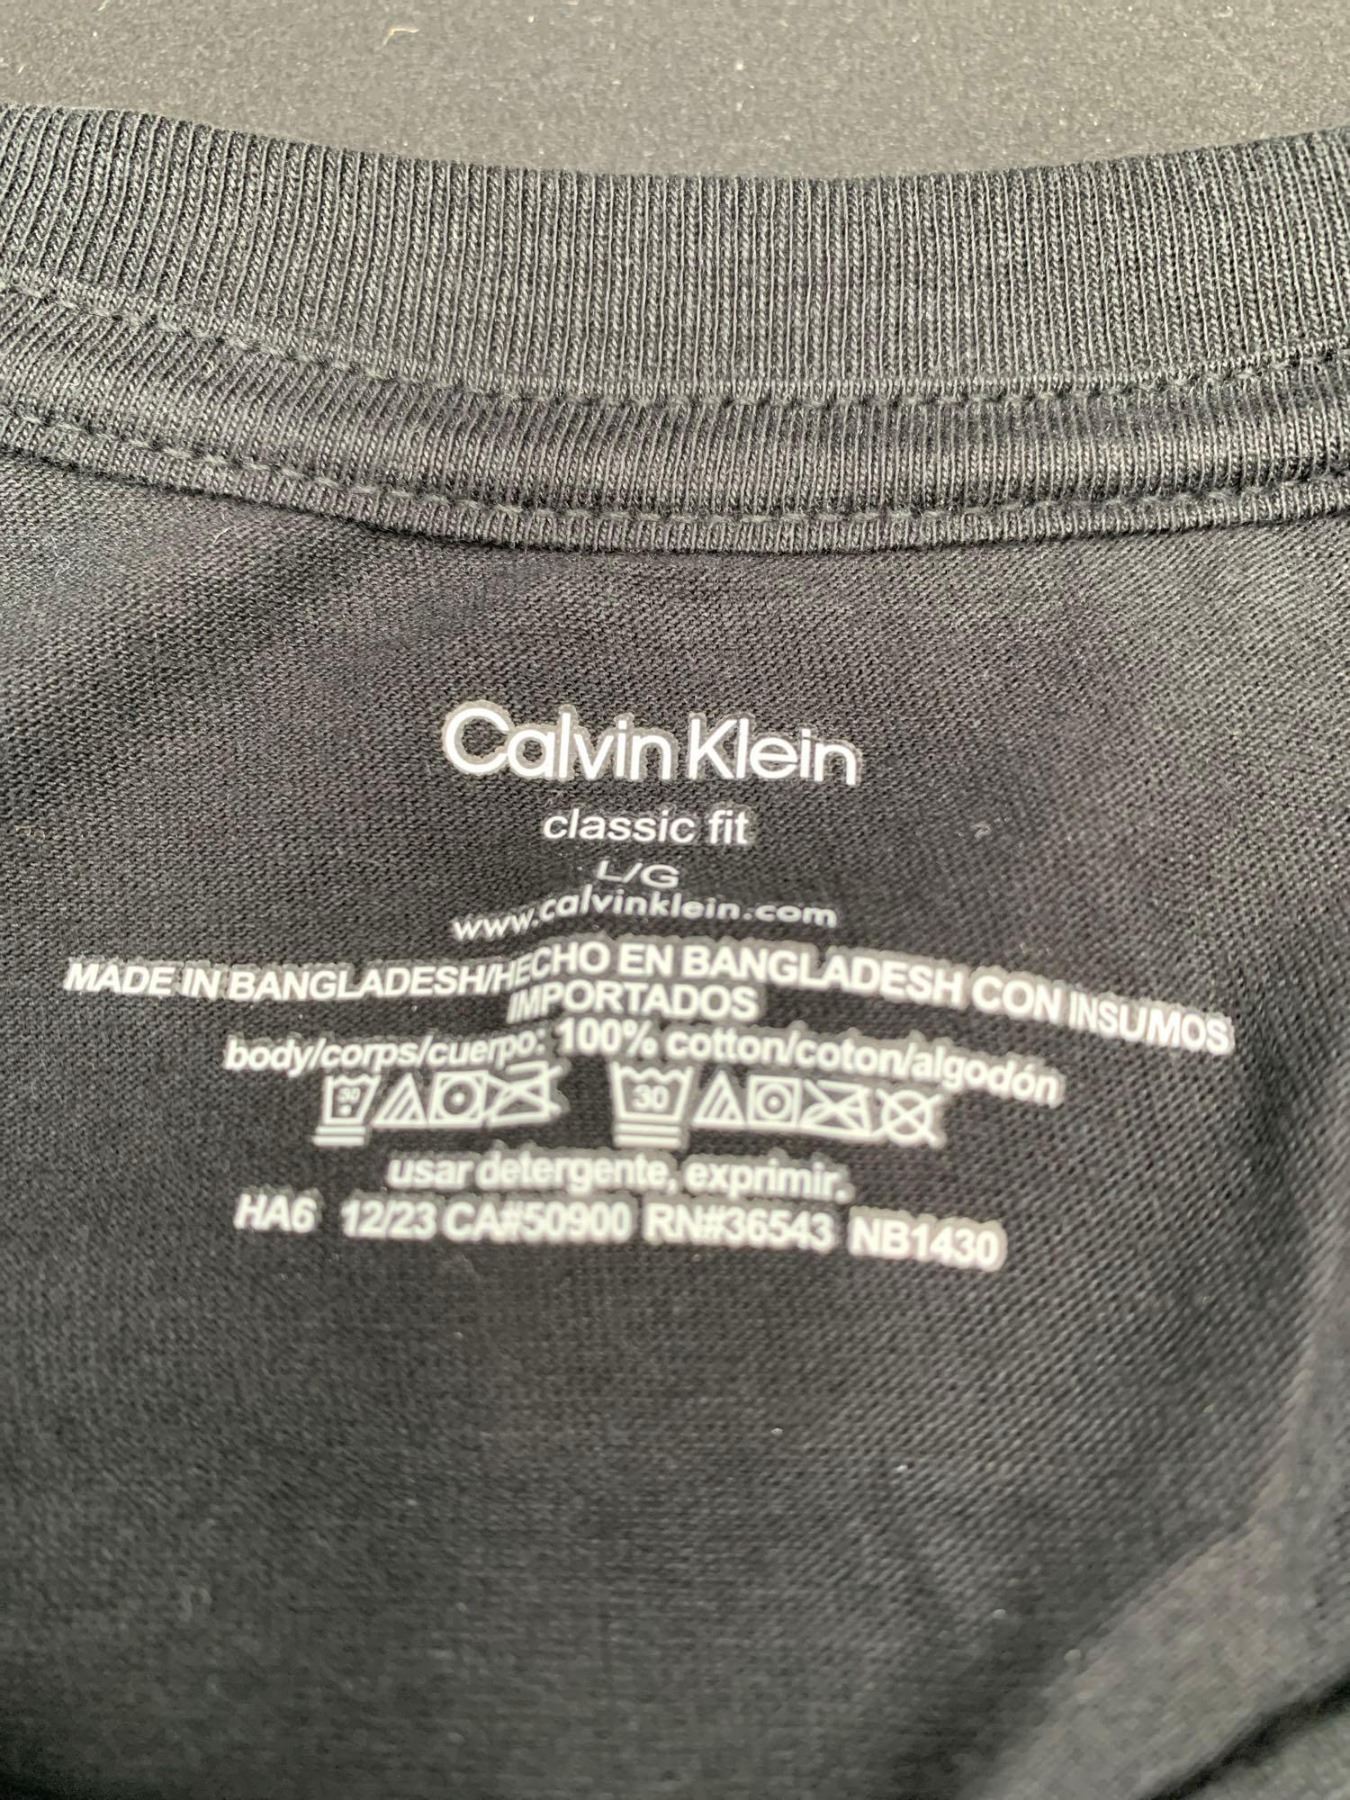 Calvin Klein
classic fit
L/G
www.calvinklein.com
MADE IN BANGLADESH/HECHO EN BANGLADESH CON INSUMOS
IMPORTADOS
body/corps/cuerpo: 100% cotton/coton/algodón
30 30
usar detergente, exprimir.
HA6 12/23 CA#50900 RN#36543 NB1430